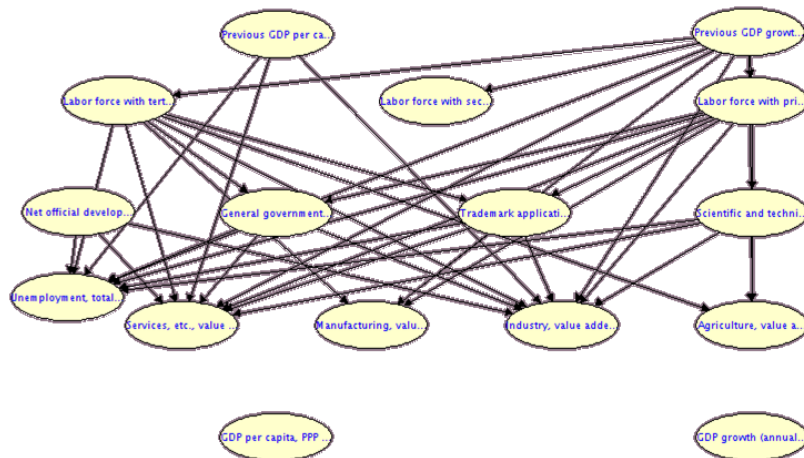 Previous GDP per ca...
Previous GDP growt...
Labor force with tert...
Labor force with sec...
Labor force with pri...
Net official develop...
General government...
Trademark applicati...
Scientific and techni...
Unemployment, total...
Services, etc., value ...
Manufacturing, valu...
Industry, value adde...
Agriculture, value a...
GDP per capita, PPP ...
GDP growth (annual...